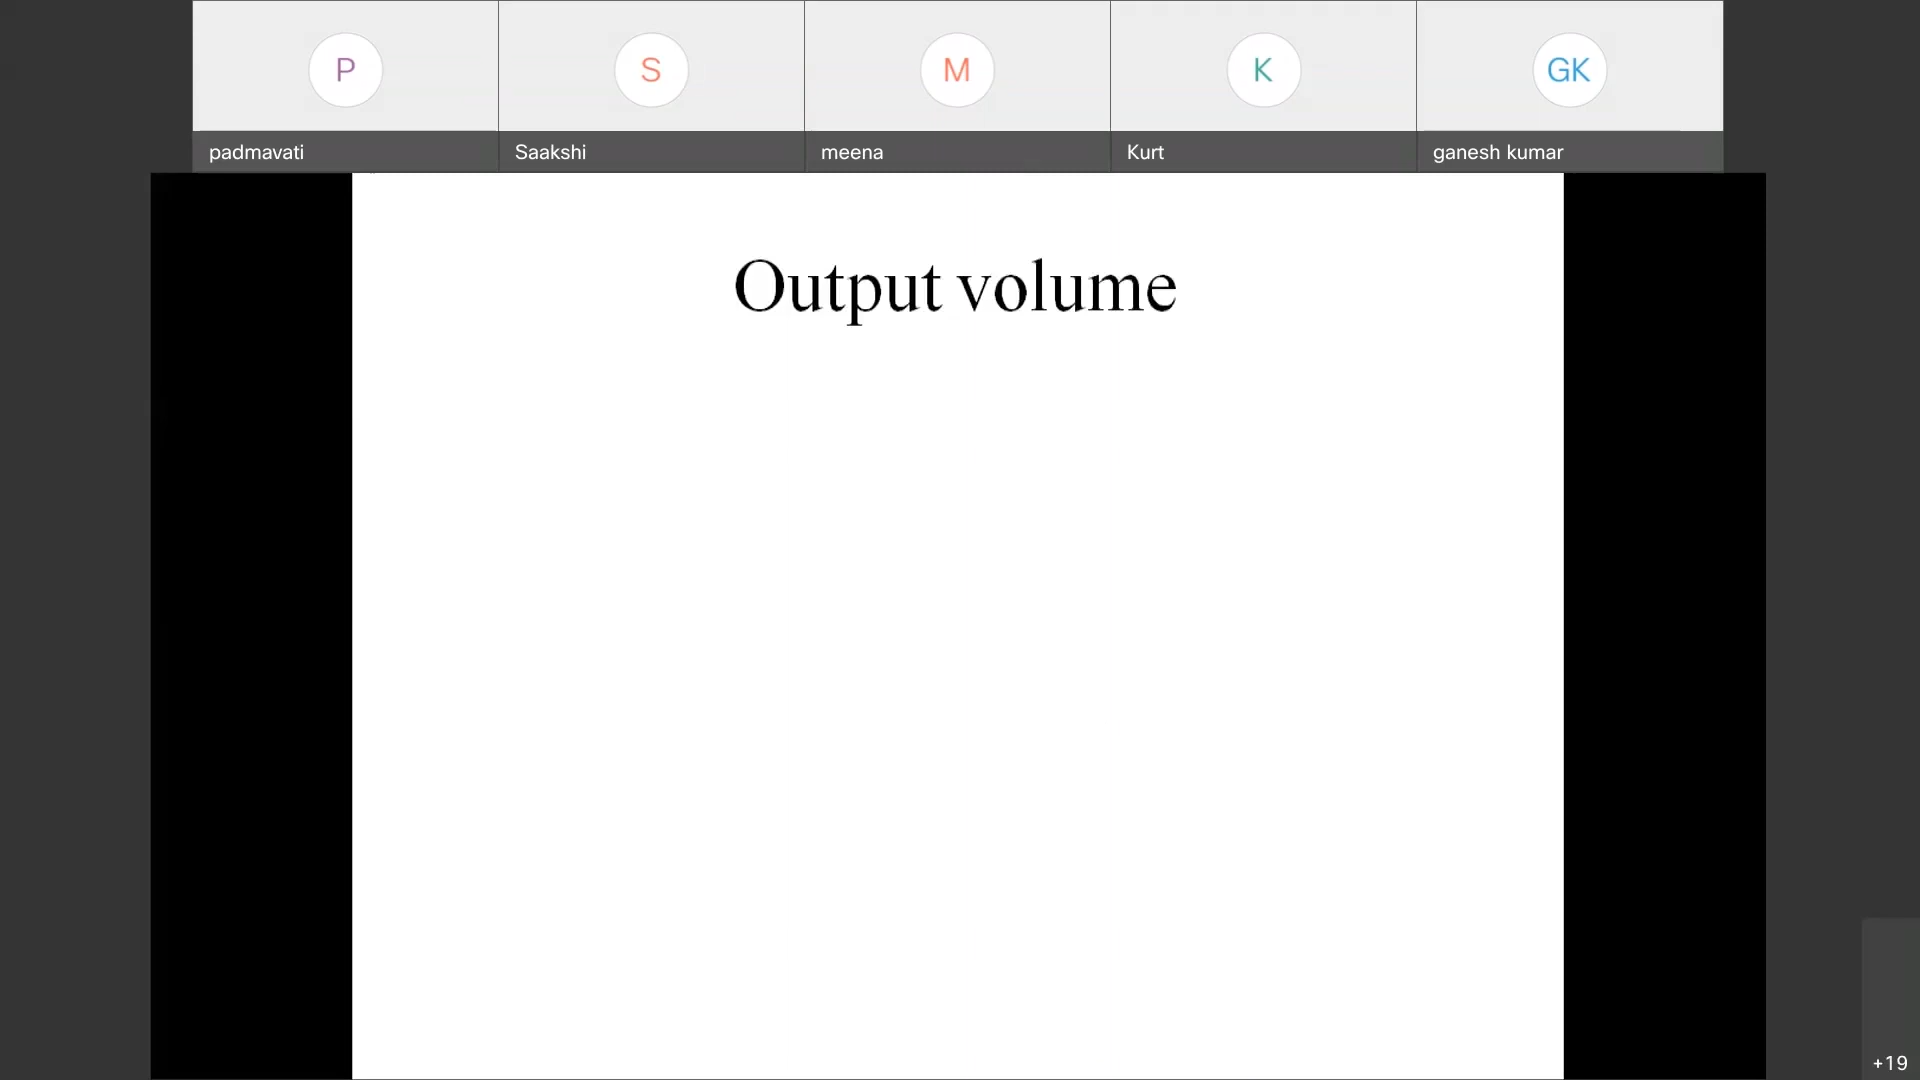 P
S
M
K
GK
padmavati
Saakshi
meena
Kurt
ganesh kumar
Output volume
+19